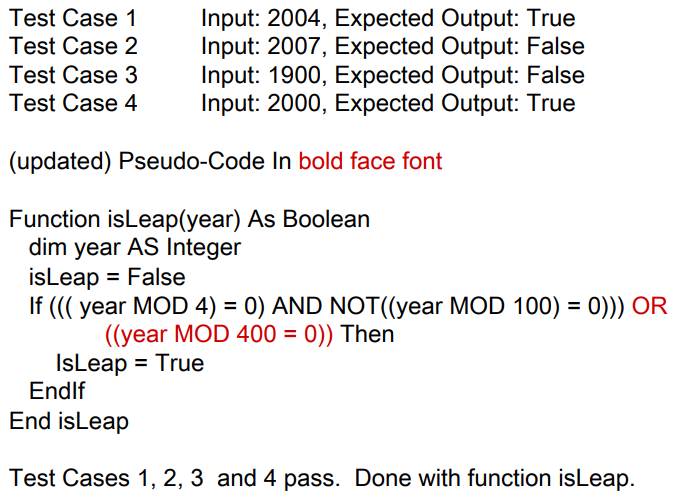 Test Case 1 Input: 2004, Expected Output: True
Test Case 2 Input: 2007, Expected Output: False
Test Case 3 Input: 1900, Expected Output: False
Test Case 4 Input: 2000, Expected Output: True
(updated) Pseudo-Code In bold face font
Function isLeap(year) As Boolean
dim year AS Integer
isLeap = False
If ((( year MOD 4) = 0) AND NOT((year MOD 100) = 0))) OR
((year MOD 400 = 0)) Then
IsLeap = True
EndIf
End isLeap
Test Cases 1, 2, 3 and 4 pass. Done with function isLeap.